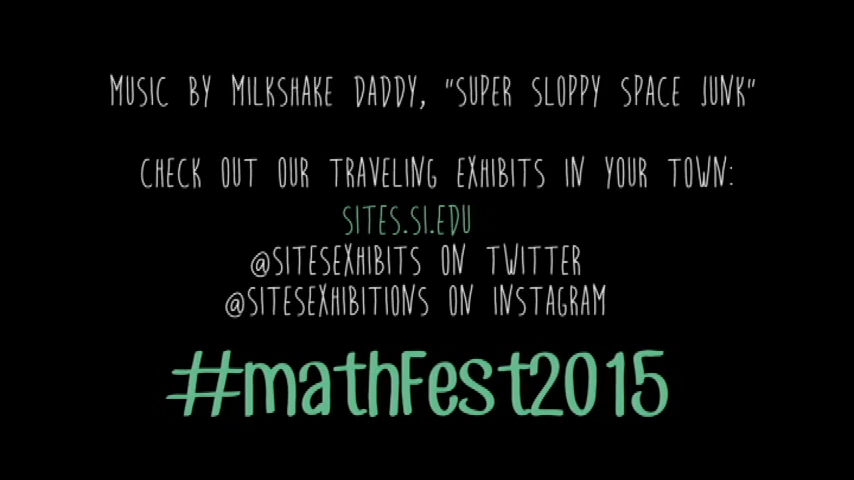 MUSIC BY MILKSHAKE DADDY, "SUPER SLOPPY SPACE JUNK"
CHECK OUT OUR TRAVELING EXHIBITS IN YOUR TOWN:
SITES.SI.EDU
@SITESEXHIBITS ON TWITTER
@SITESEXHIBITIONS ON INSTAGRAM
#mathFest2015